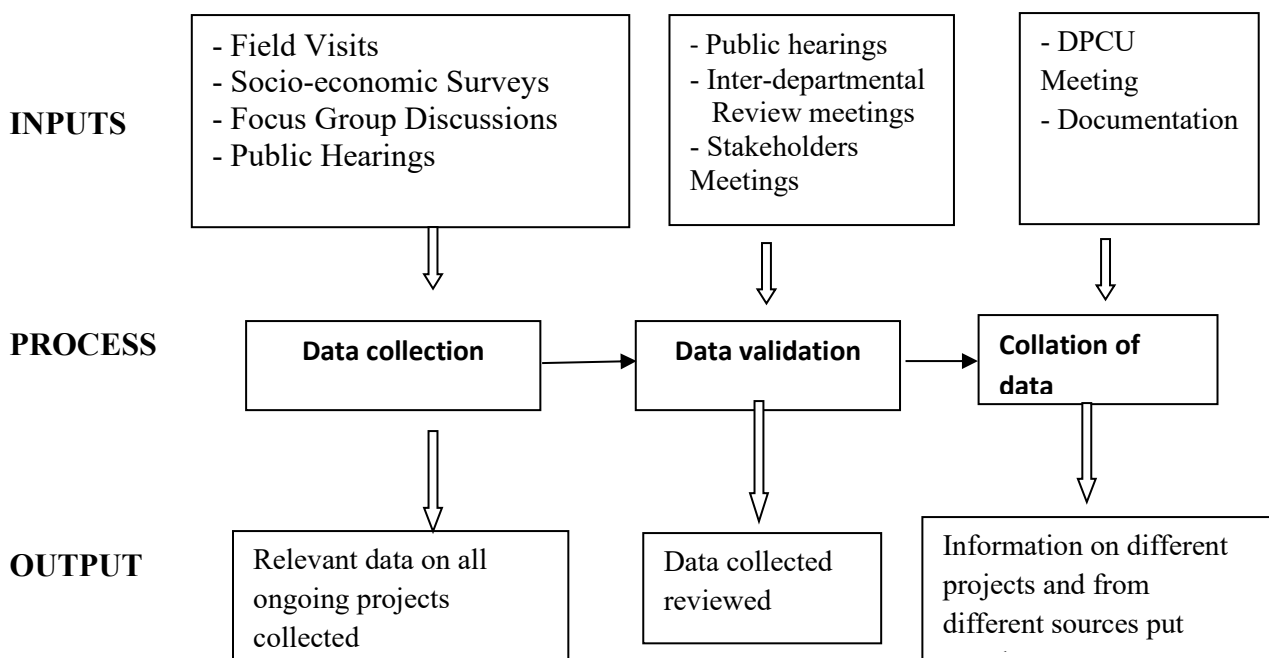 INPUTS
- Field Visits
- Socio-economic Surveys
- Focus Group Discussions
- Public Hearings
- Public hearings
- Inter-departmental
Review meetings
- Stakeholders
Meetings
- DPCU
Meeting
- Documentation
PROCESS
Data collection
Data validation
Collation of
data
OUTPUT
Relevant data on all
ongoing projects
collected
Data collected
reviewed
Information on different
projects and from
different sources put